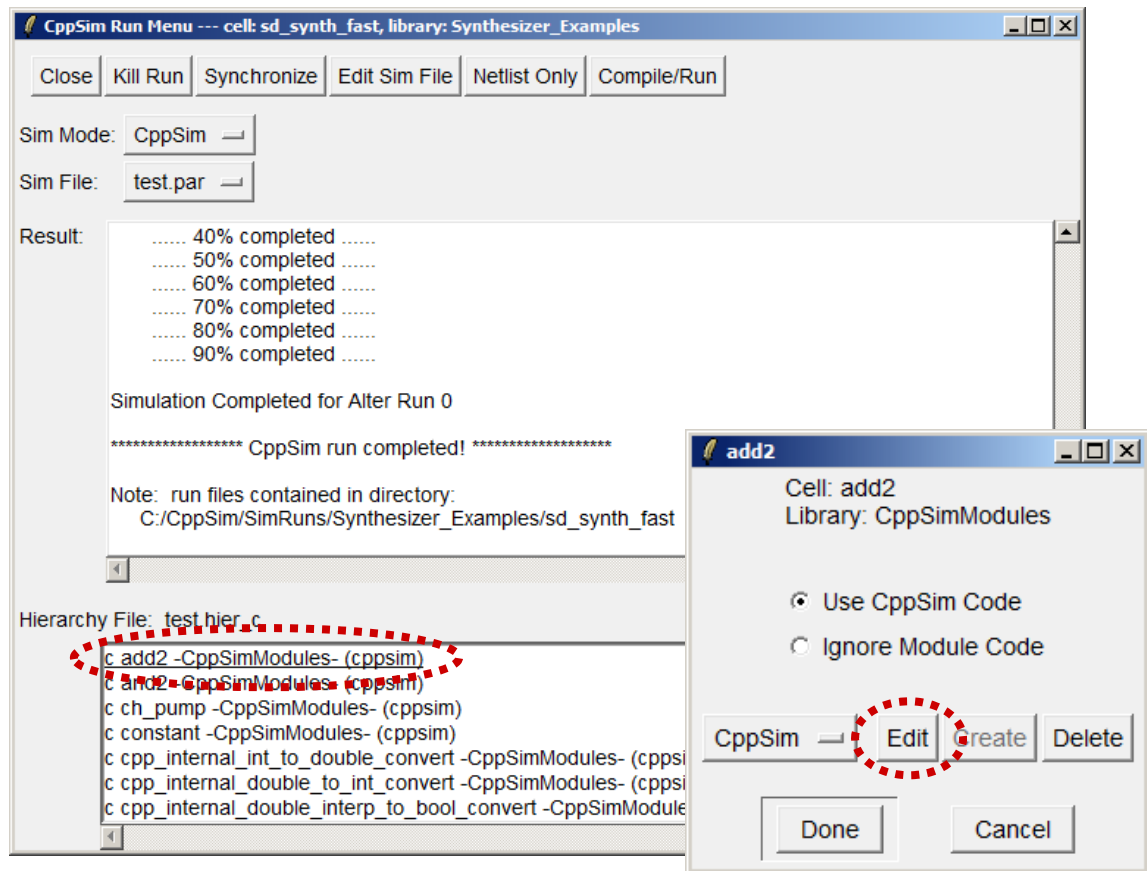 CppSim Run Menu --- cell: sd_synth_fast, library: Synthesizer_Examples
Close Kill Run Synchronize Edit Sim File Netlist Only Compile/Run
Sim Mode: CppSim
Sim File: test.par
Result:
...... 40% completed ......
...... 50% completed ......
...... 60% completed ......
...... 70% completed ......
...... 80% completed ......
...... 90% completed ......
Simulation Completed for Alter Run 0
****************** CppSim run completed! *******************
Note: run files contained in directory:
C:/CppSim/SimRuns/Synthesizer_Examples/sd_synth_fast
Hierarchy File: test.hier_c
c add2 -CppSimModules- (cppsim)
c and2 -CppSimModules- (cppsim)
c ch_pump -CppSimModules- (cppsim)
c constant -CppSimModules- (cppsim)
c cpp_internal_int_to_double_convert -CppSimModules- (cppsi
c cpp_internal_double_to_int_convert -CppSimModules- (cppsi
c cpp_internal_double_interp_to_bool_convert -CppSimModule
add2
Cell: add2
Library: CppSimModules
Use CppSim Code
Ignore Module Code
CppSim Edit Create Delete
Done Cancel